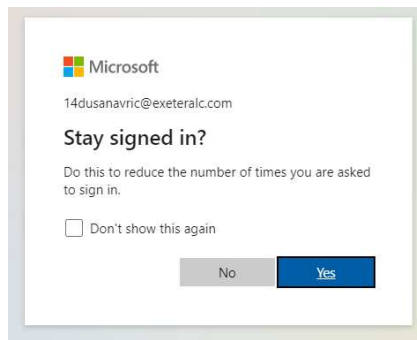 Microsoft
14dusanavric@exeteralc.com
Stay signed in?
Do this to reduce the number of times you are asked
to sign in.
Don't show this again
No Yes